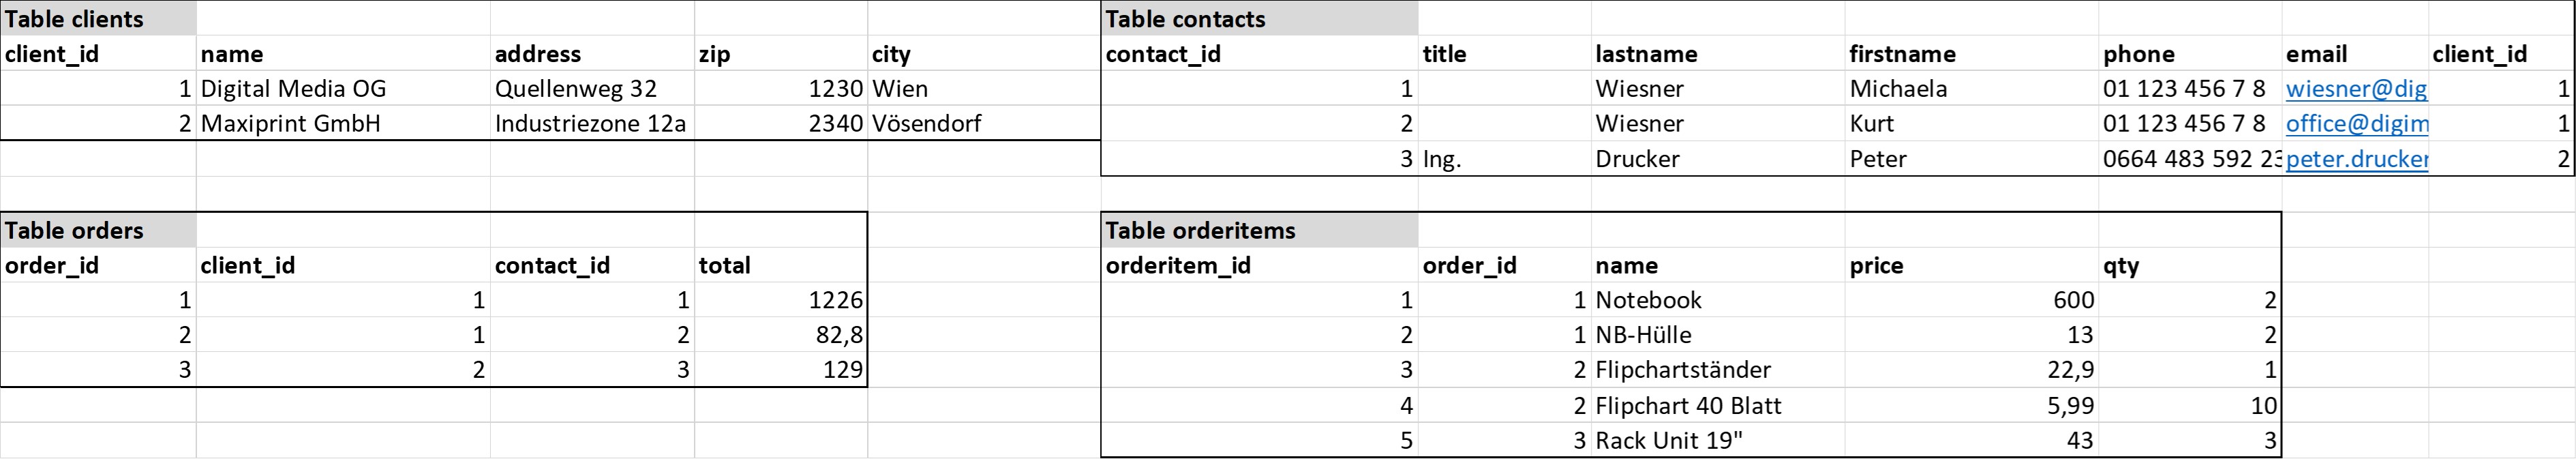 Table clients
client_id name address zip city
1 Digital Media OG Quellenweg 32 1230 Wien
2 Maxiprint GmbH Industriezone 12a 2340 Vösendorf
Table contacts
contact_id title lastname firstname phone email client_id
1 Wiesner Michaela 01 123 456 7 8 wiesner@dig 1
2 Wiesner Kurt 01 123 456 7 8 office@digim 1
3 Ing. Drucker Peter 0664 483 592 23 peter.drucker 2
Table orders
order_id client_id contact_id total
1 1 1 1226
2 1 2 82,8
3 2 3 129
Table orderitems
orderitem_id order_id name price qty
1 1 Notebook 600 2
2 1 NB-Hülle 13 2
3 2 Flipchartständer 22,9 1
4 2 Flipchart 40 Blatt 5,99 10
5 3 Rack Unit 19" 43 3